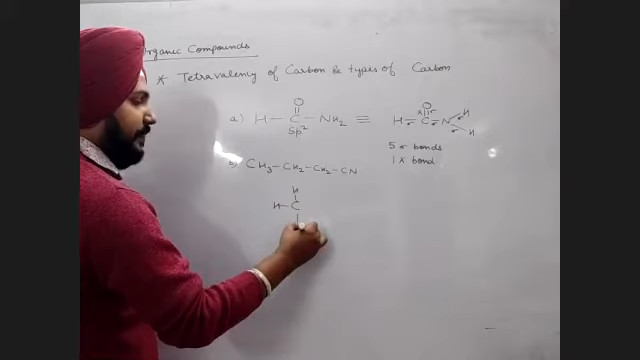 Organic Compounds
* Tetravalency of Carbon & types of Carbon
a) H - C - NH2 ≡ H - C - N
O
sp2
O
π σ
H
H
σ σ σ
5 σ bonds
1 π bond
b) CH3 - CH2 - CH2 - CN
H
H - C